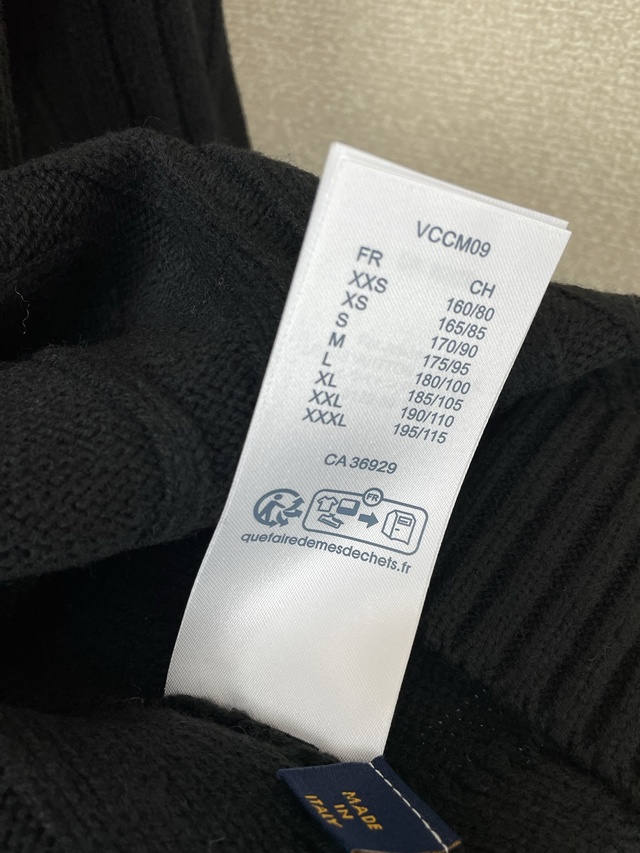 VCCM09
FR CH
XXS 160/80
XS 165/85
S 170/90
M 175/95
L 180/100
XL 185/105
XXL 190/110
XXXL 195/115
CA 36929
FR
quefairedemesdechets.fr
MADE
IN
ITALY